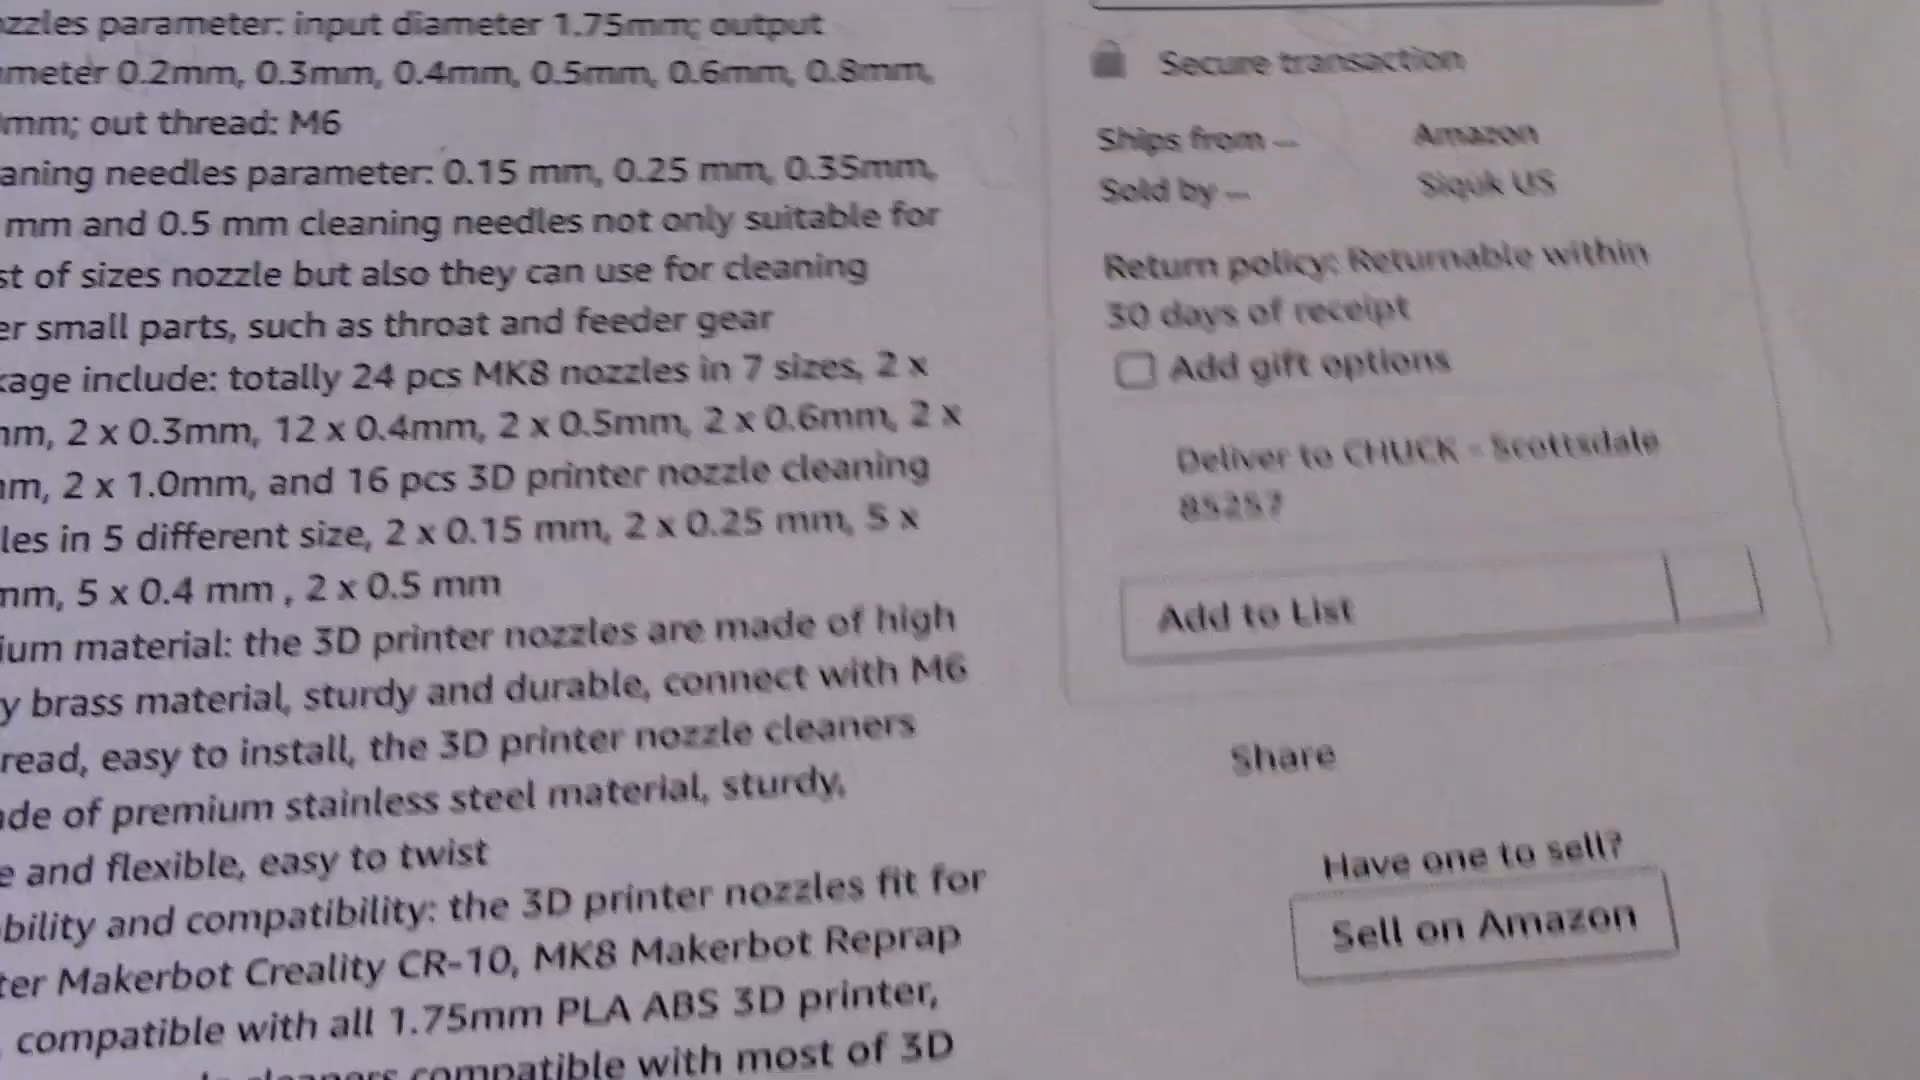 zzles parameter: input diameter 1.75mm; output
meter 0.2mm, 0.3mm, 0.4mm, 0.5mm, 0.6mm, 0.8mm,
mm; out thread: M6
aning needles parameter: 0.15 mm, 0.25 mm, 0.35mm,
mm and 0.5 mm cleaning needles not only suitable for
st of sizes nozzle but also they can use for cleaning
er small parts, such as throat and feeder gear
kage include: totally 24 pcs MK8 nozzles in 7 sizes, 2 x
mm, 2 x 0.3mm, 12 x 0.4mm, 2 x 0.5mm, 2 x 0.6mm, 2 x
mm, 2 x 1.0mm, and 16 pcs 3D printer nozzle cleaning
les in 5 different size, 2 x 0.15 mm, 2 x 0.25 mm, 5 x
mm, 5 x 0.4 mm , 2 x 0.5 mm
ium material: the 3D printer nozzles are made of high
y brass material, sturdy and durable, connect with M6
read, easy to install, the 3D printer nozzle cleaners
ade of premium stainless steel material, sturdy,
e and flexible, easy to twist
bility and compatibility: the 3D printer nozzles fit for
ter Makerbot Creality CR-10, MK8 Makerbot Reprap
compatible with all 1.75mm PLA ABS 3D printer,
cleaners compatible with most of 3D
Secure transaction
Ships from ... Amazon
Sold by ... Siquk US
Return policy: Returnable within
30 days of receipt
Add gift options
Deliver to CHUCK - Scottsdale
85257
Add to List
Share
Have one to sell?
Sell on Amazon